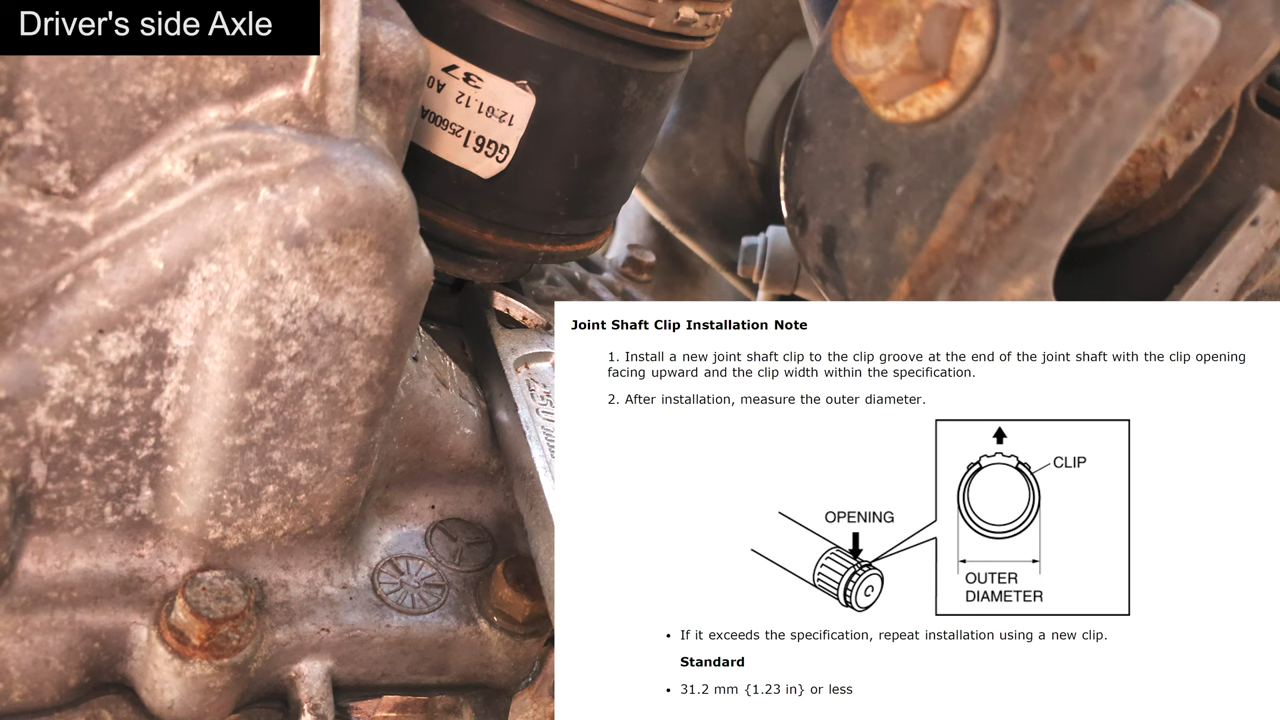 Driver's side Axle
37
12.01.12 A0
GG6125600A
Joint Shaft Clip Installation Note
1. Install a new joint shaft clip to the clip groove at the end of the joint shaft with the clip opening
facing upward and the clip width within the specification.
2. After installation, measure the outer diameter.
CLIP
OPENING
OUTER
DIAMETER
• If it exceeds the specification, repeat installation using a new clip.
Standard
• 31.2 mm {1.23 in} or less